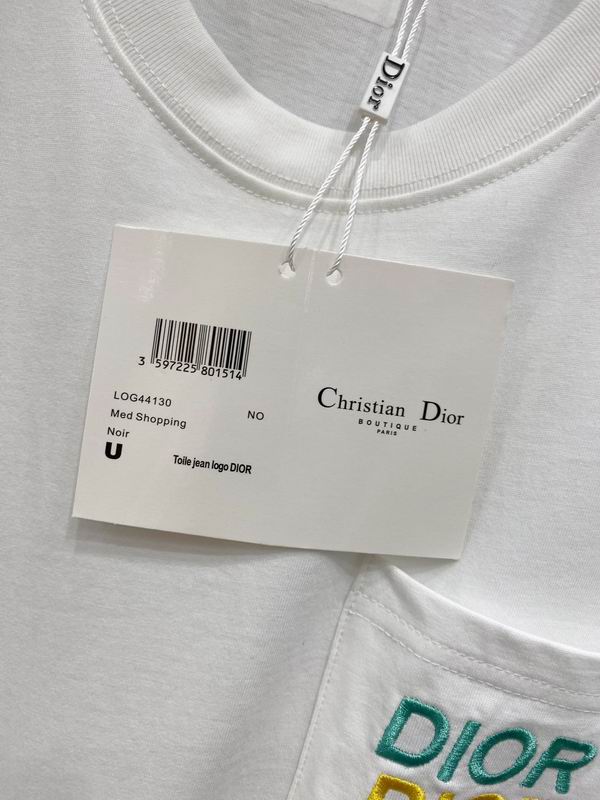 Dior
3 597225 801514
LOG44130
Med Shopping NO
Noir
U
Toile jean logo DIOR
Christian Dior
BOUTIQUE
PARIS
DIOR